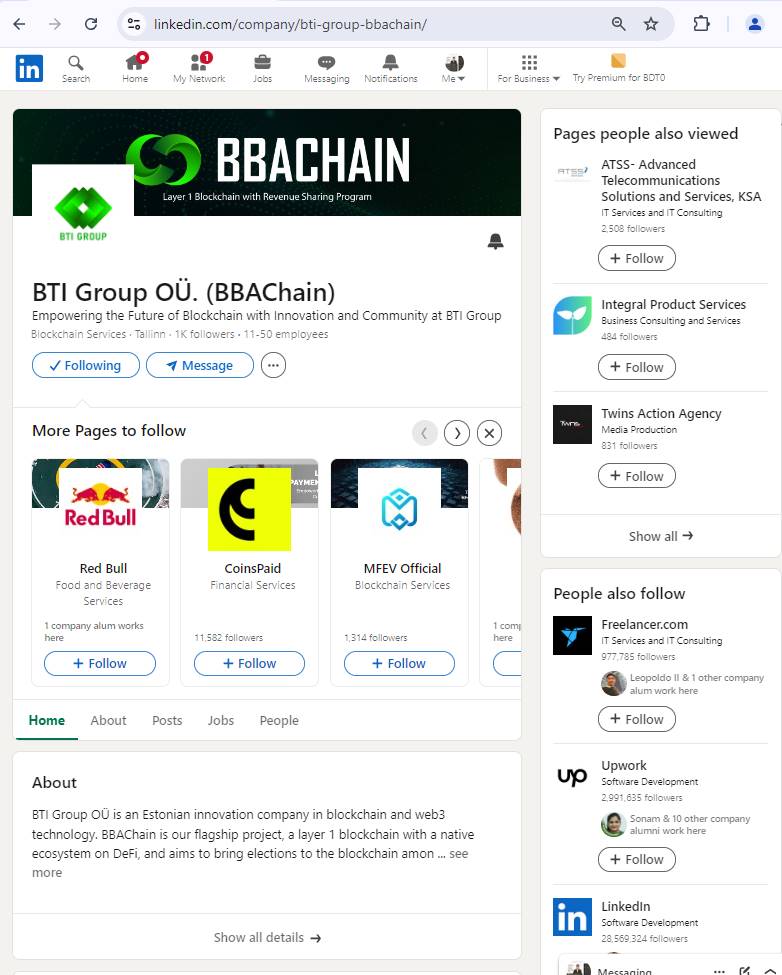 linkedin.com/company/bti-group-bbachain/
in
Search
Home
1
My Network
Jobs
Messaging
Notifications
Me
For Business
Try Premium for BDT0
BBACHAIN
Layer 1 Blockchain with Revenue Sharing Program
BTI GROUP
BTI Group OÜ. (BBAChain)
Empowering the Future of Blockchain with Innovation and Community at BTI Group
Blockchain Services · Tallinn · 1K followers · 11-50 employees
Following
Message
More Pages to follow
Red Bull
Red Bull
Food and Beverage
Services
1 company alum works
here
+ Follow
CoinsPaid
Financial Services
11,582 followers
+ Follow
MFEV Official
Blockchain Services
1,314 followers
+ Follow
here
Home
About
Posts
Jobs
People
About
BTI Group OÜ is an Estonian innovation company in blockchain and web3
technology. BBAChain is our flagship project, a layer 1 blockchain with a native
ecosystem on DeFi, and aims to bring elections to the blockchain amon ... see
more
Show all details →
Pages people also viewed
ATSS
ATSS- Advanced
Telecommunications
Solutions and Services, KSA
IT Services and IT Consulting
2,508 followers
+ Follow
Integral Product Services
Business Consulting and Services
484 followers
+ Follow
Twins
Twins Action Agency
Media Production
831 followers
+ Follow
Show all →
People also follow
Freelancer.com
IT Services and IT Consulting
977,785 followers
Leopoldo II & 1 other company
alum work here
+ Follow
up
Upwork
Software Development
2,991,635 followers
Sonam & 10 other company
alumni work here
+ Follow
in
LinkedIn
Software Development
28,569,324 followers
Messaging